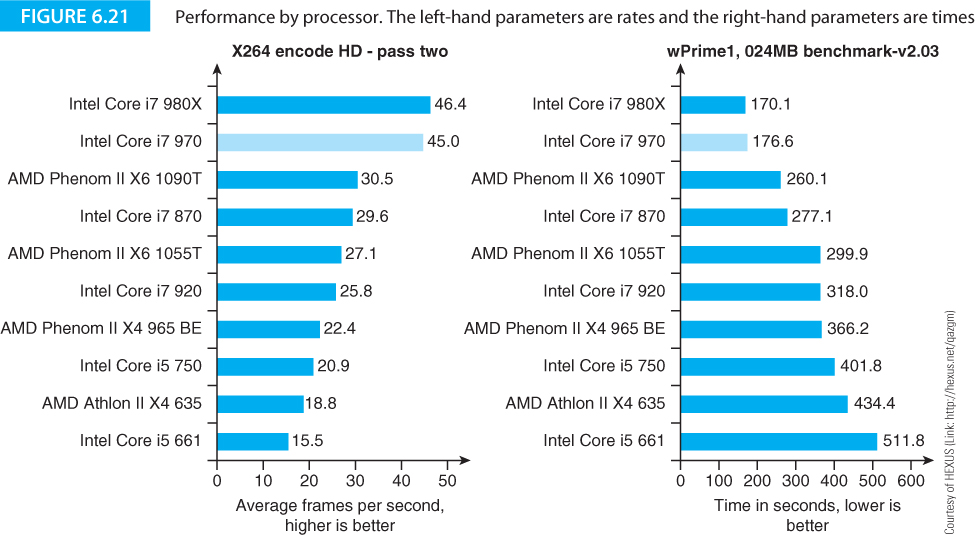 FIGURE 6.21
Performance by processor. The left-hand parameters are rates and the right-hand parameters are times
X264 encode HD - pass two
Intel Core i7 980X 46.4
Intel Core i7 970 45.0
AMD Phenom II X6 1090T 30.5
Intel Core i7 870 29.6
AMD Phenom II X6 1055T 27.1
Intel Core i7 920 25.8
AMD Phenom II X4 965 BE 22.4
Intel Core i5 750 20.9
AMD Athlon II X4 635 18.8
Intel Core i5 661 15.5
0 10 20 30 40 50
Average frames per second,
higher is better
wPrime1, 024MB benchmark-v2.03
Intel Core i7 980X 170.1
Intel Core i7 970 176.6
AMD Phenom II X6 1090T 260.1
Intel Core i7 870 277.1
AMD Phenom II X6 1055T 299.9
Intel Core i7 920 318.0
AMD Phenom II X4 965 BE 366.2
Intel Core i5 750 401.8
AMD Athlon II X4 635 434.4
Intel Core i5 661 511.8
0 100 200 300 400 500 600
Time in seconds, lower is
better
Courtesy of HEXUS (Link: http://hexus.net/qazgm)